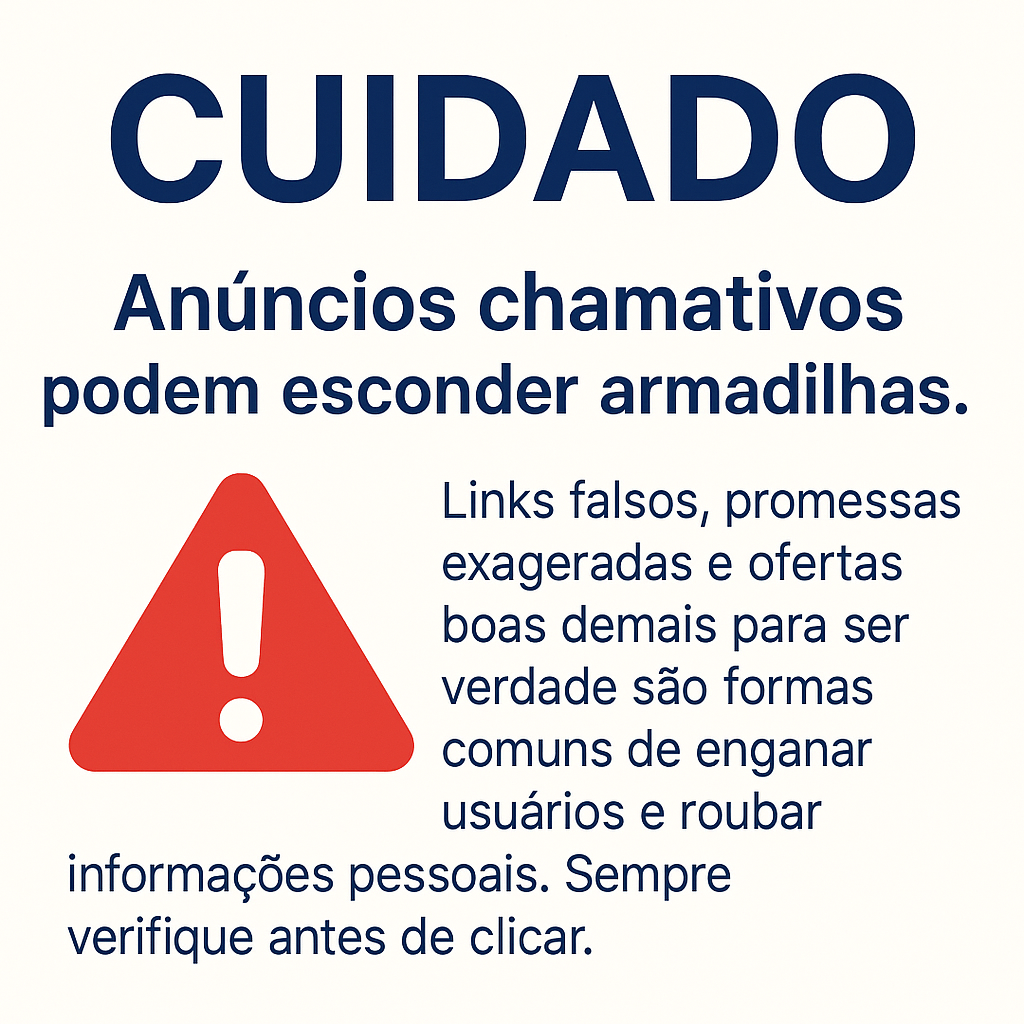 CUIDADO
Anúncios chamativos
podem esconder armadilhas.
Links falsos, promessas
exageradas e ofertas
boas demais para ser
verdade são formas
comuns de enganar
usuários e roubar
informações pessoais. Sempre
verifique antes de clicar.